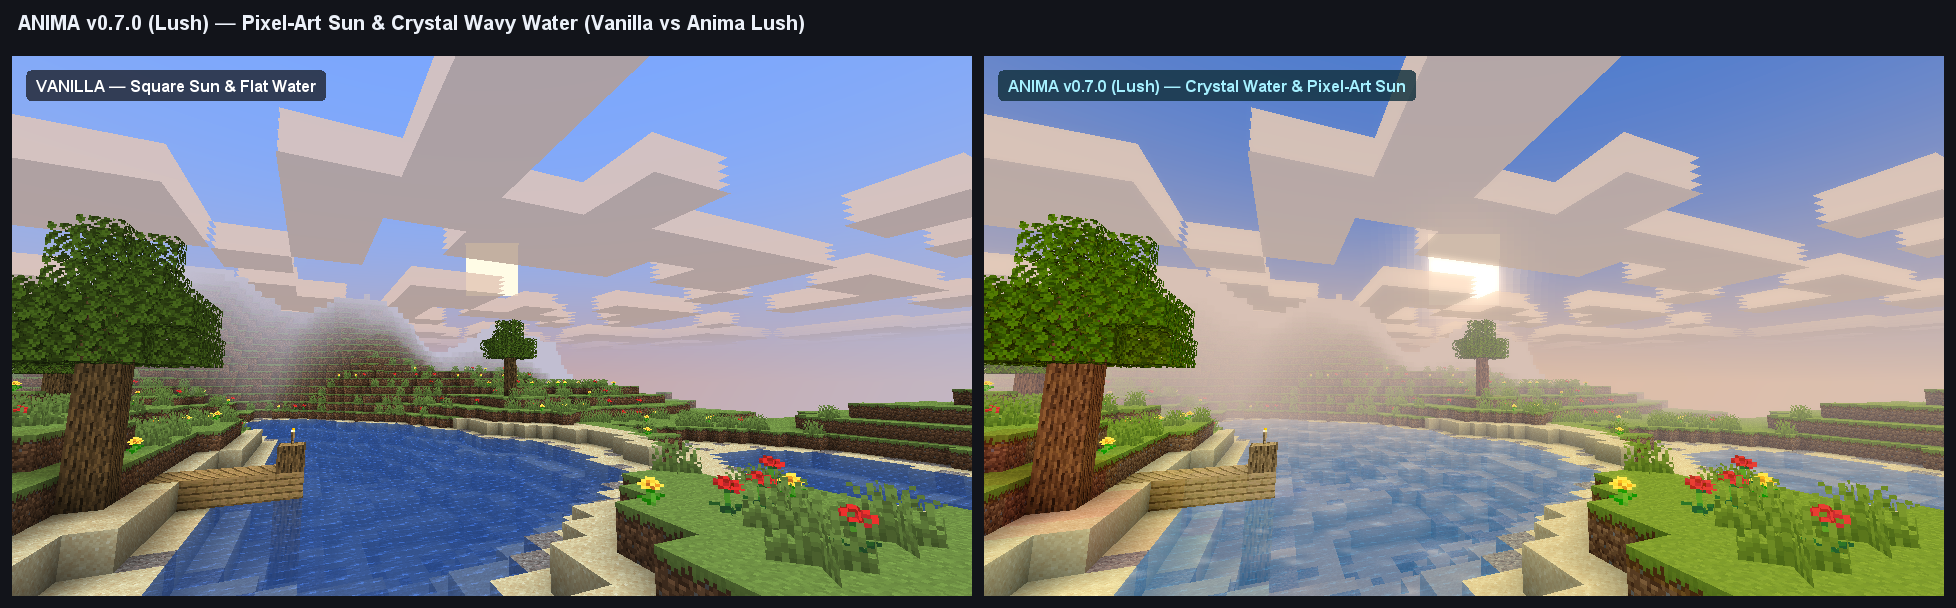 ANIMA v0.7.0 (Lush) — Pixel-Art Sun & Crystal Wavy Water (Vanilla vs Anima Lush)
VANILLA — Square Sun & Flat Water
ANIMA v0.7.0 (Lush) — Crystal Water & Pixel-Art Sun